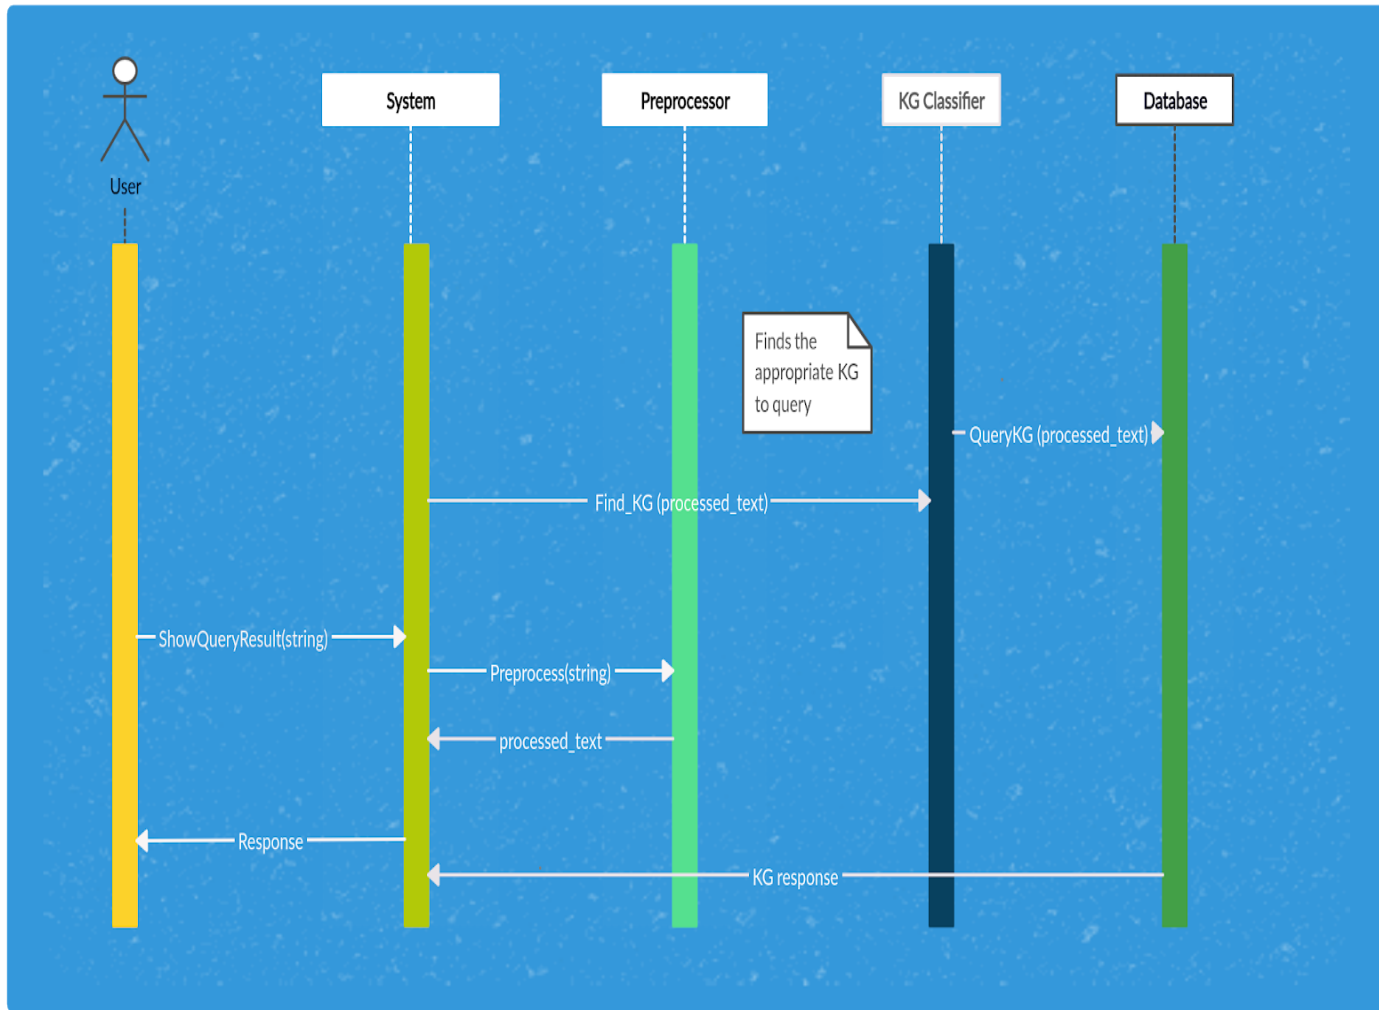 User
System
Preprocessor
KG Classifier
Database
Finds the
appropriate KG
to query
QueryKG (processed_text)
Find_KG (processed_text)
ShowQueryResult(string)
Preprocess(string)
processed_text
Response
KG response